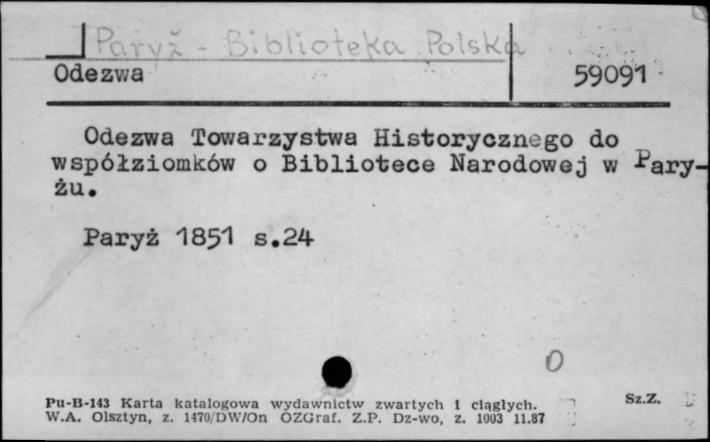 Paryż - Biblioteka Polska
Odezwa 59091
Odezwa Towarzystwa Historycznego do
współziomków o Bibliotece Narodowej w Pary-
żu.
Paryż 1851 s.24
O
Pu-B-143 Karta katalogowa wydawnictw zwartych i ciągłych. Sz.Z.
W.A. Olsztyn, z. 1470/DW/On OZGraf. Z.P. Dz-wo, z. 1003 11.87